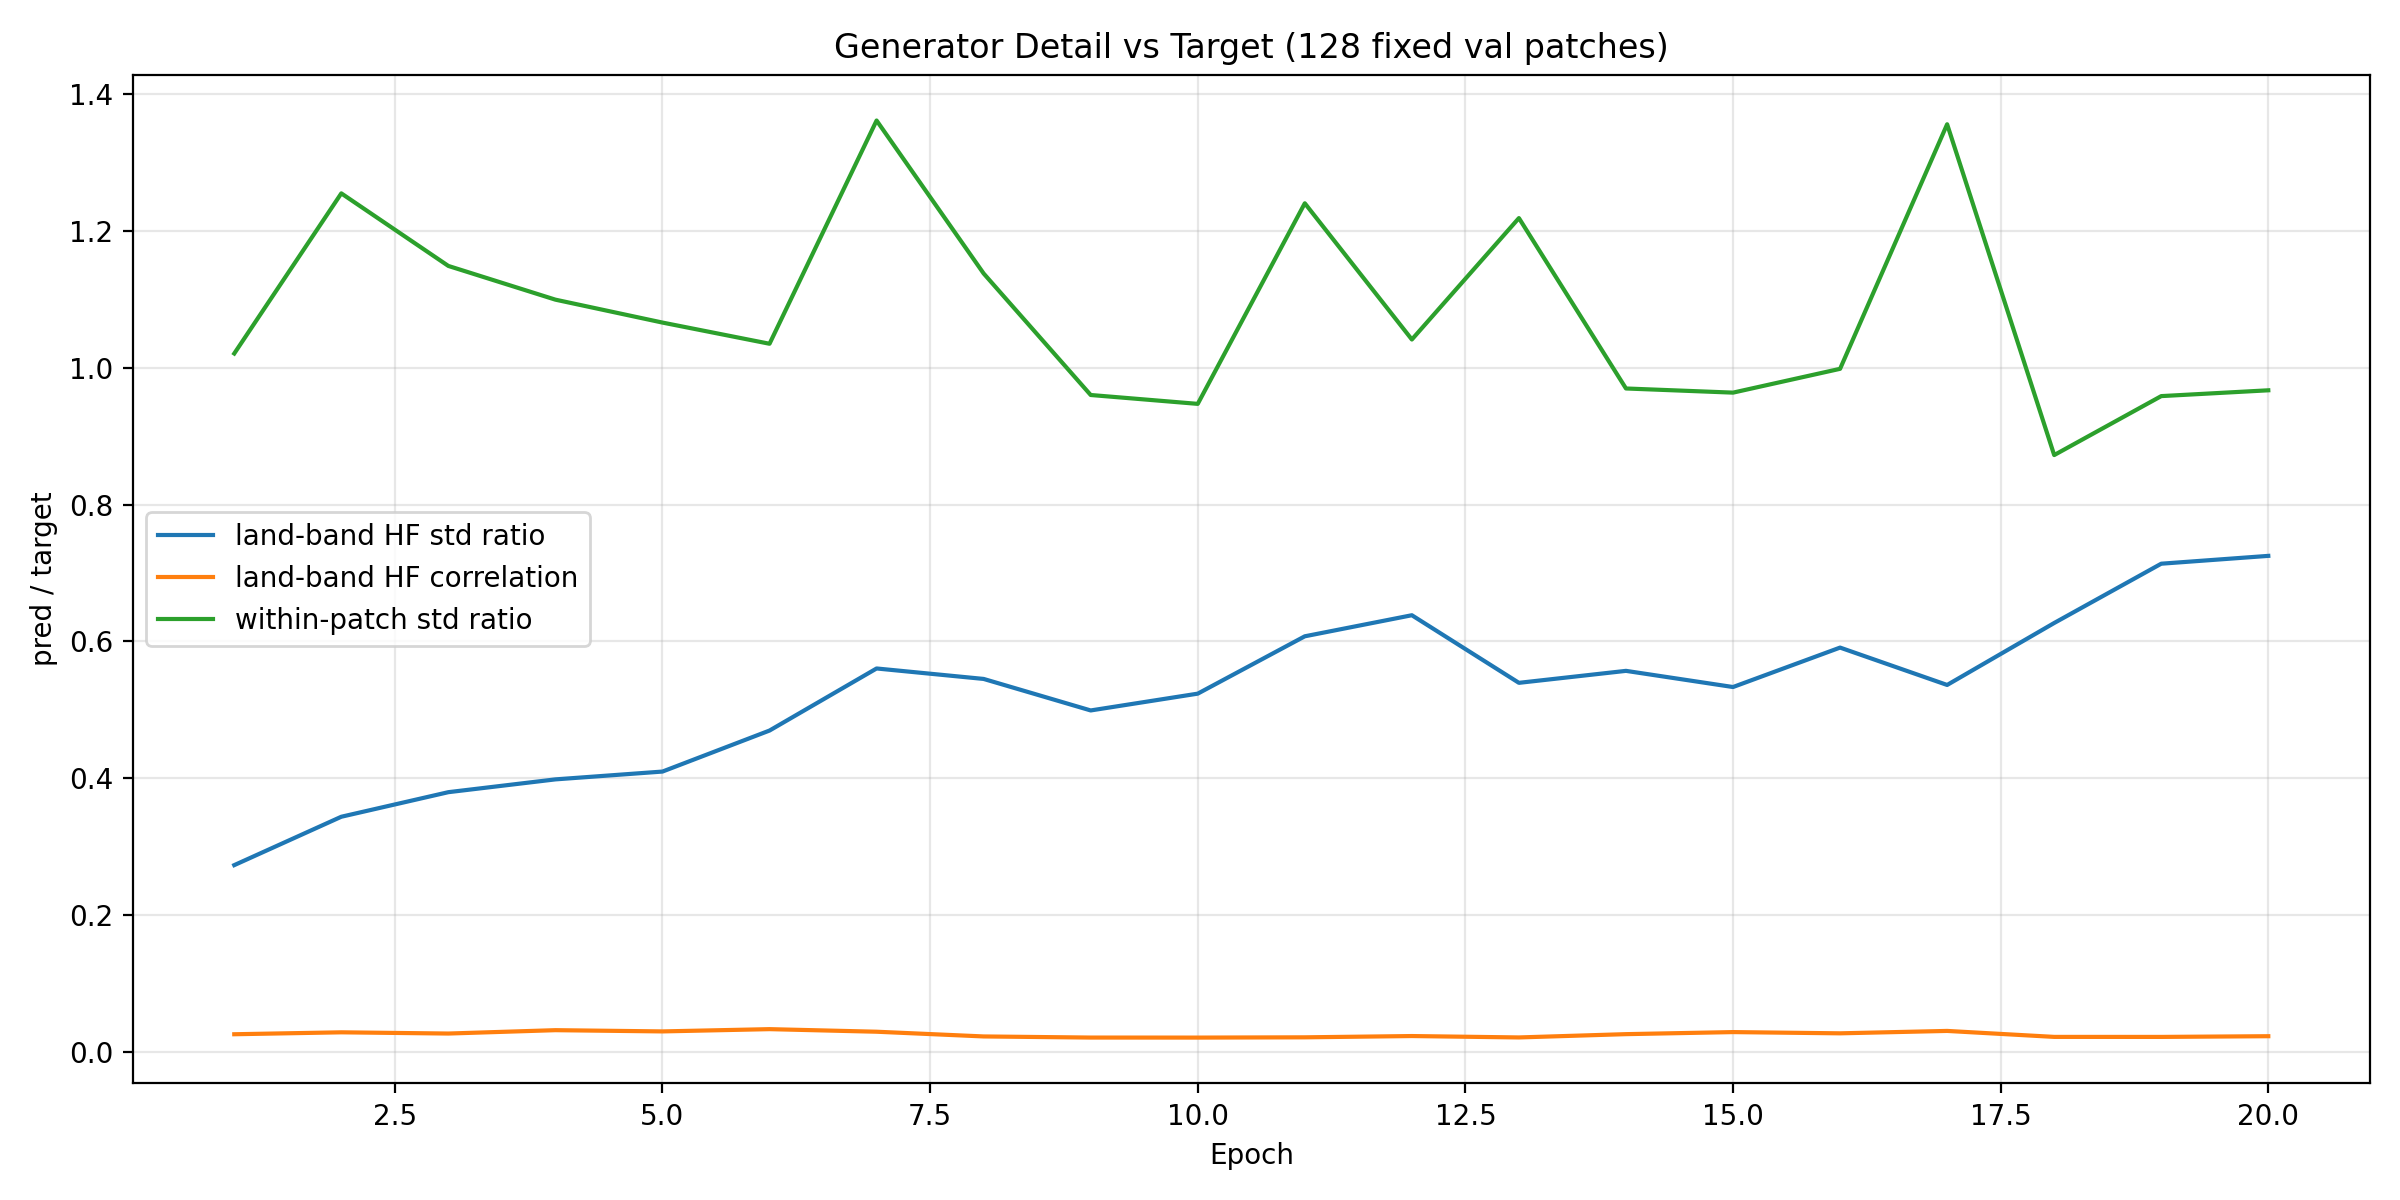 Generator Detail vs Target (128 fixed val patches)
1.4
1.2
1.0
0.8
0.6
0.4
0.2
0.0
pred / target
land-band HF std ratio
land-band HF correlation
within-patch std ratio
2.5 5.0 7.5 10.0 12.5 15.0 17.5 20.0
Epoch